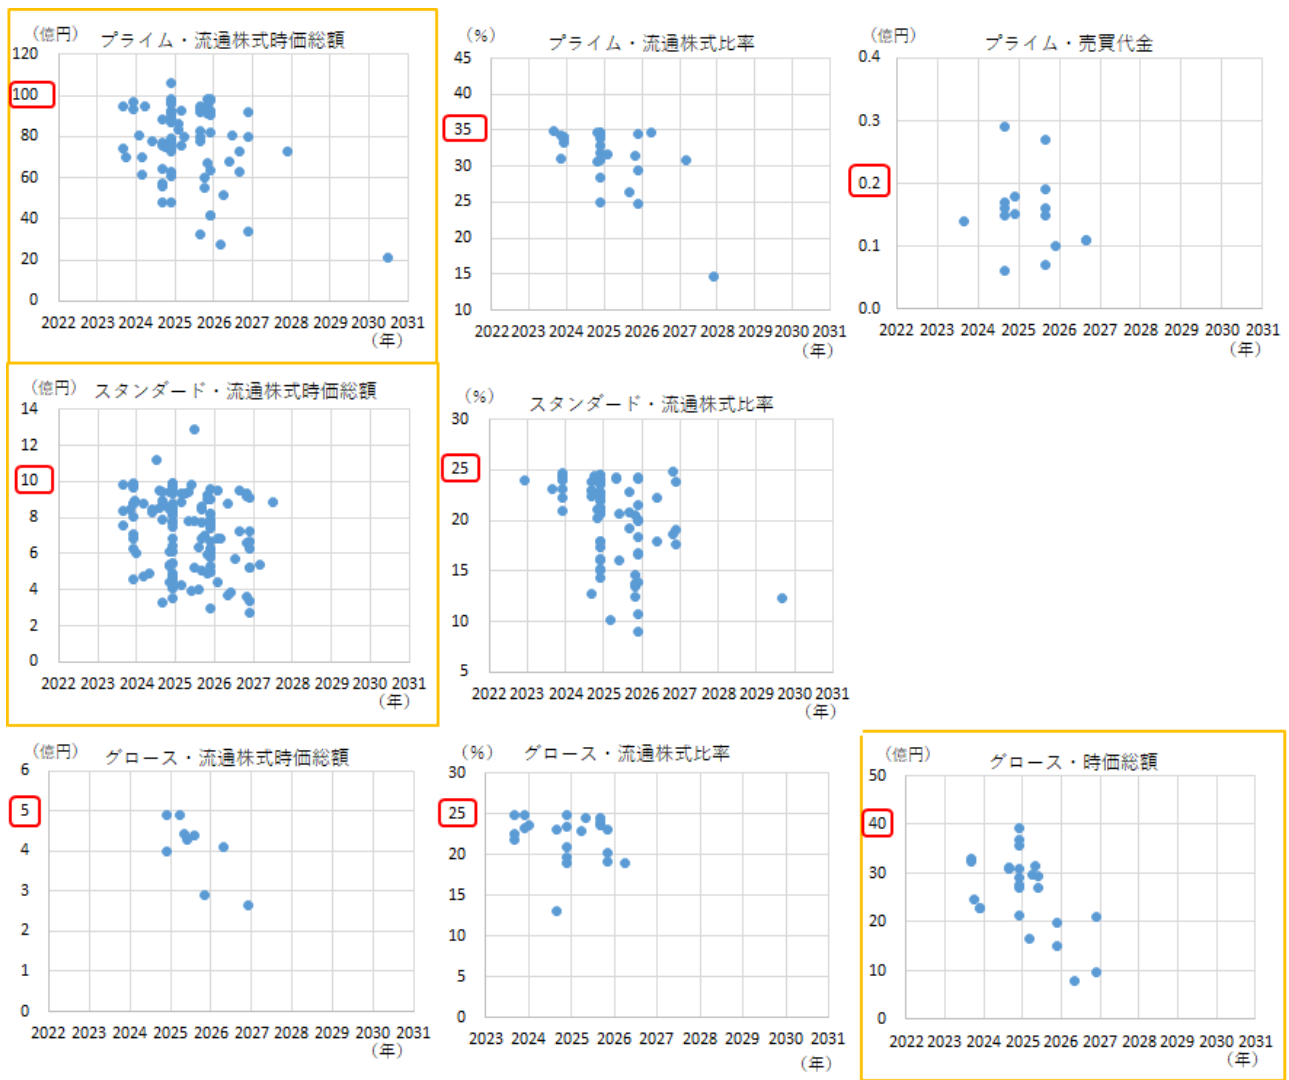 （億円） プライム・流通株式時価総額
120
100
80
60
40
20
0
2022 2023 2024 2025 2026 2027 2028 2029 2030 2031
（年）
（%） プライム・流通株式比率
45
40
35
30
25
20
15
10
2022 2023 2024 2025 2026 2027 2028 2029 2030 2031
（年）
（億円） プライム・売買代金
0.4
0.3
0.2
0.1
0.0
2022 2023 2024 2025 2026 2027 2028 2029 2030 2031
（年）
（億円） スタンダード・流通株式時価総額
14
12
10
8
6
4
2
0
2022 2023 2024 2025 2026 2027 2028 2029 2030 2031
（年）
（%） スタンダード・流通株式比率
30
25
20
15
10
5
2022 2023 2024 2025 2026 2027 2028 2029 2030 2031
（年）
（億円） グロース・流通株式時価総額
6
5
4
3
2
1
0
2022 2023 2024 2025 2026 2027 2028 2029 2030 2031
（年）
（%） グロース・流通株式比率
30
25
20
15
10
5
0
2023 2024 2025 2026 2027 2028 2029 2030 2031
（年）
（億円） グロース・時価総額
50
40
30
20
10
0
2022 2023 2024 2025 2026 2027 2028 2029 2030 2031
（年）